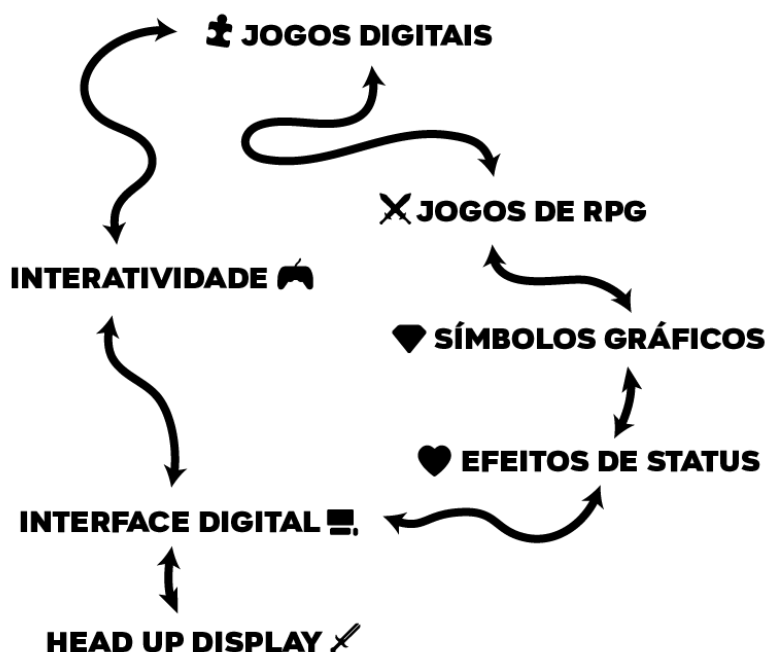 JOGOS DIGITAIS
JOGOS DE RPG
INTERATIVIDADE
SÍMBOLOS GRÁFICOS
EFEITOS DE STATUS
INTERFACE DIGITAL
HEAD UP DISPLAY